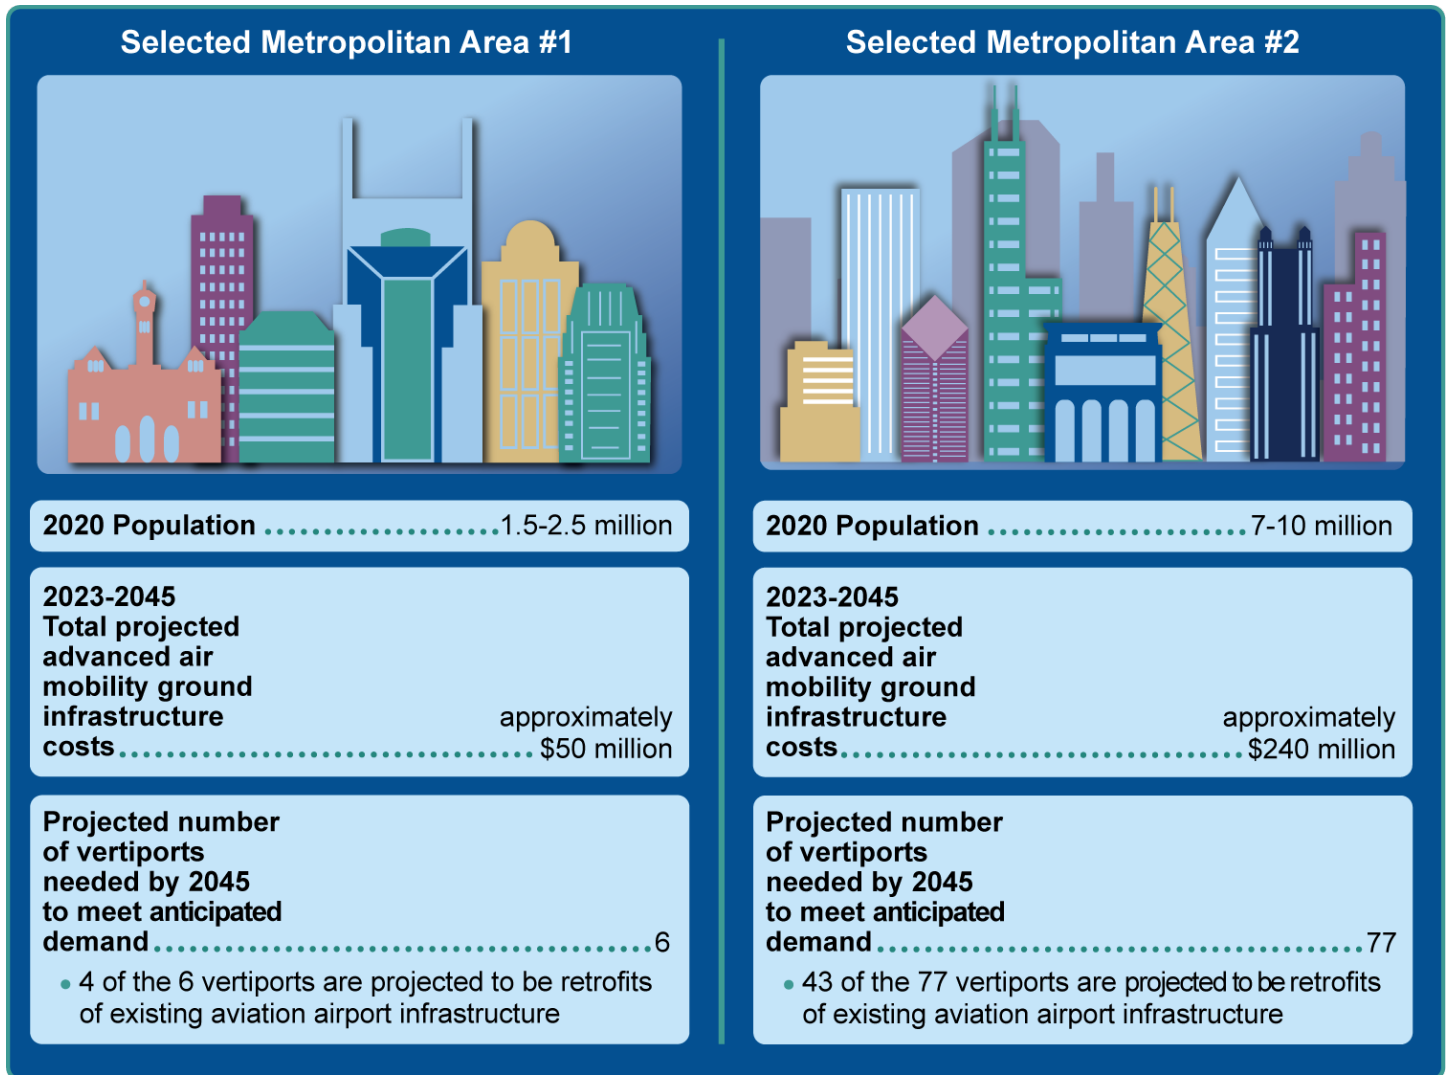 Selected Metropolitan Area #1
2020 Population ....................1.5-2.5 million
2023-2045
Total projected
advanced air
mobility ground
infrastructure approximately
costs................................... $50 million
Projected number
of vertiports
needed by 2045
to meet anticipated
demand..........................................6
• 4 of the 6 vertiports are projected to be retrofits
of existing aviation airport infrastructure
Selected Metropolitan Area #2
2020 Population ......................7-10 million
2023-2045
Total projected
advanced air
mobility ground
infrastructure approximately
costs.................................. $240 million
Projected number
of vertiports
needed by 2045
to meet anticipated
demand.........................................77
• 43 of the 77 vertiports are projected to be retrofits
of existing aviation airport infrastructure